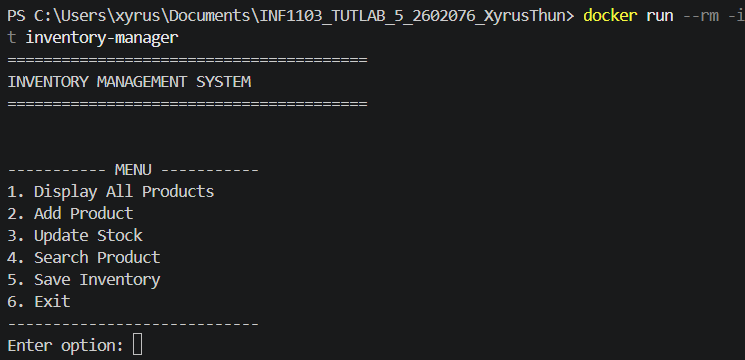 PS C:\Users\xyrus\Documents\INF1103_TUTLAB_5_2602076_XyrusThun> docker run --rm -i
t inventory-manager
========================================
INVENTORY MANAGEMENT SYSTEM
========================================
----------- MENU -----------
1. Display All Products
2. Add Product
3. Update Stock
4. Search Product
5. Save Inventory
6. Exit
----------------------------
Enter option: